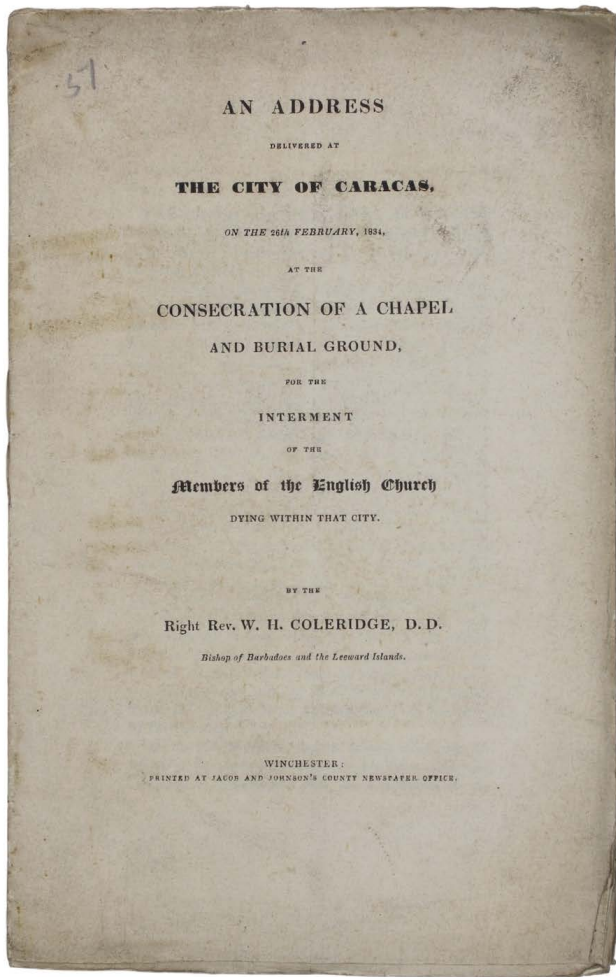 57
AN ADDRESS
DELIVERED AT
THE CITY OF CARACAS,
ON THE 26th FEBRUARY, 1834,
AT THE
CONSECRATION OF A CHAPEL
AND BURIAL GROUND,
FOR THE
INTERMENT
OF THE
Members of the English Church
DYING WITHIN THAT CITY.
BY THE
Right Rev. W. H. COLERIDGE, D. D.
Bishop of Barbadoes and the Leeward Islands.
WINCHESTER:
PRINTED AT JACOB AND JOHNSON'S COUNTY NEWSPAPER OFFICE.